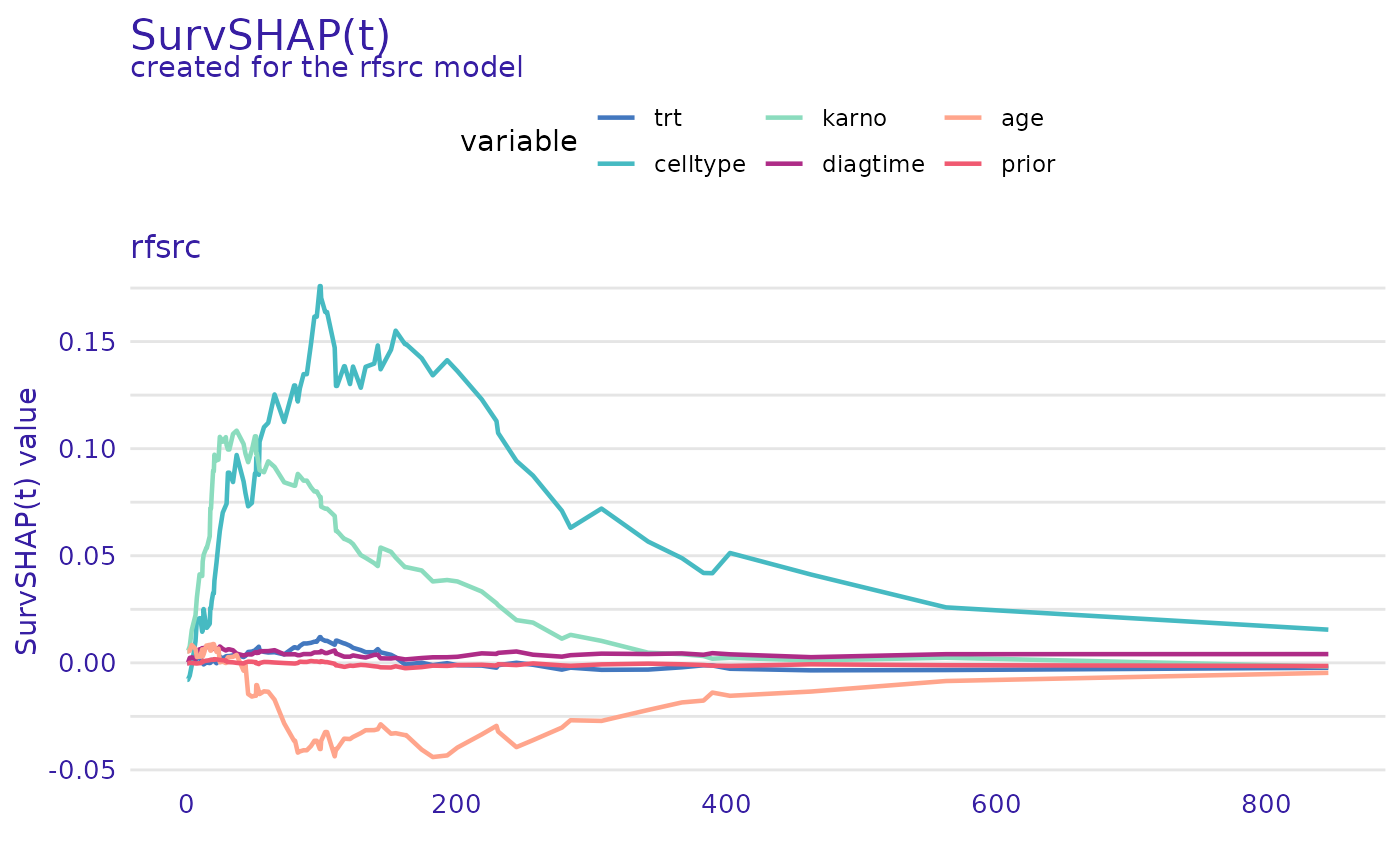 SurvSHAP(t)
created for the rfsrc model
variable
trt
karno
age
celltype
diagtime
prior
rfsrc
SurvSHAP(t) value
0.15
0.10
0.05
0.00
-0.05
0
200
400
600
800